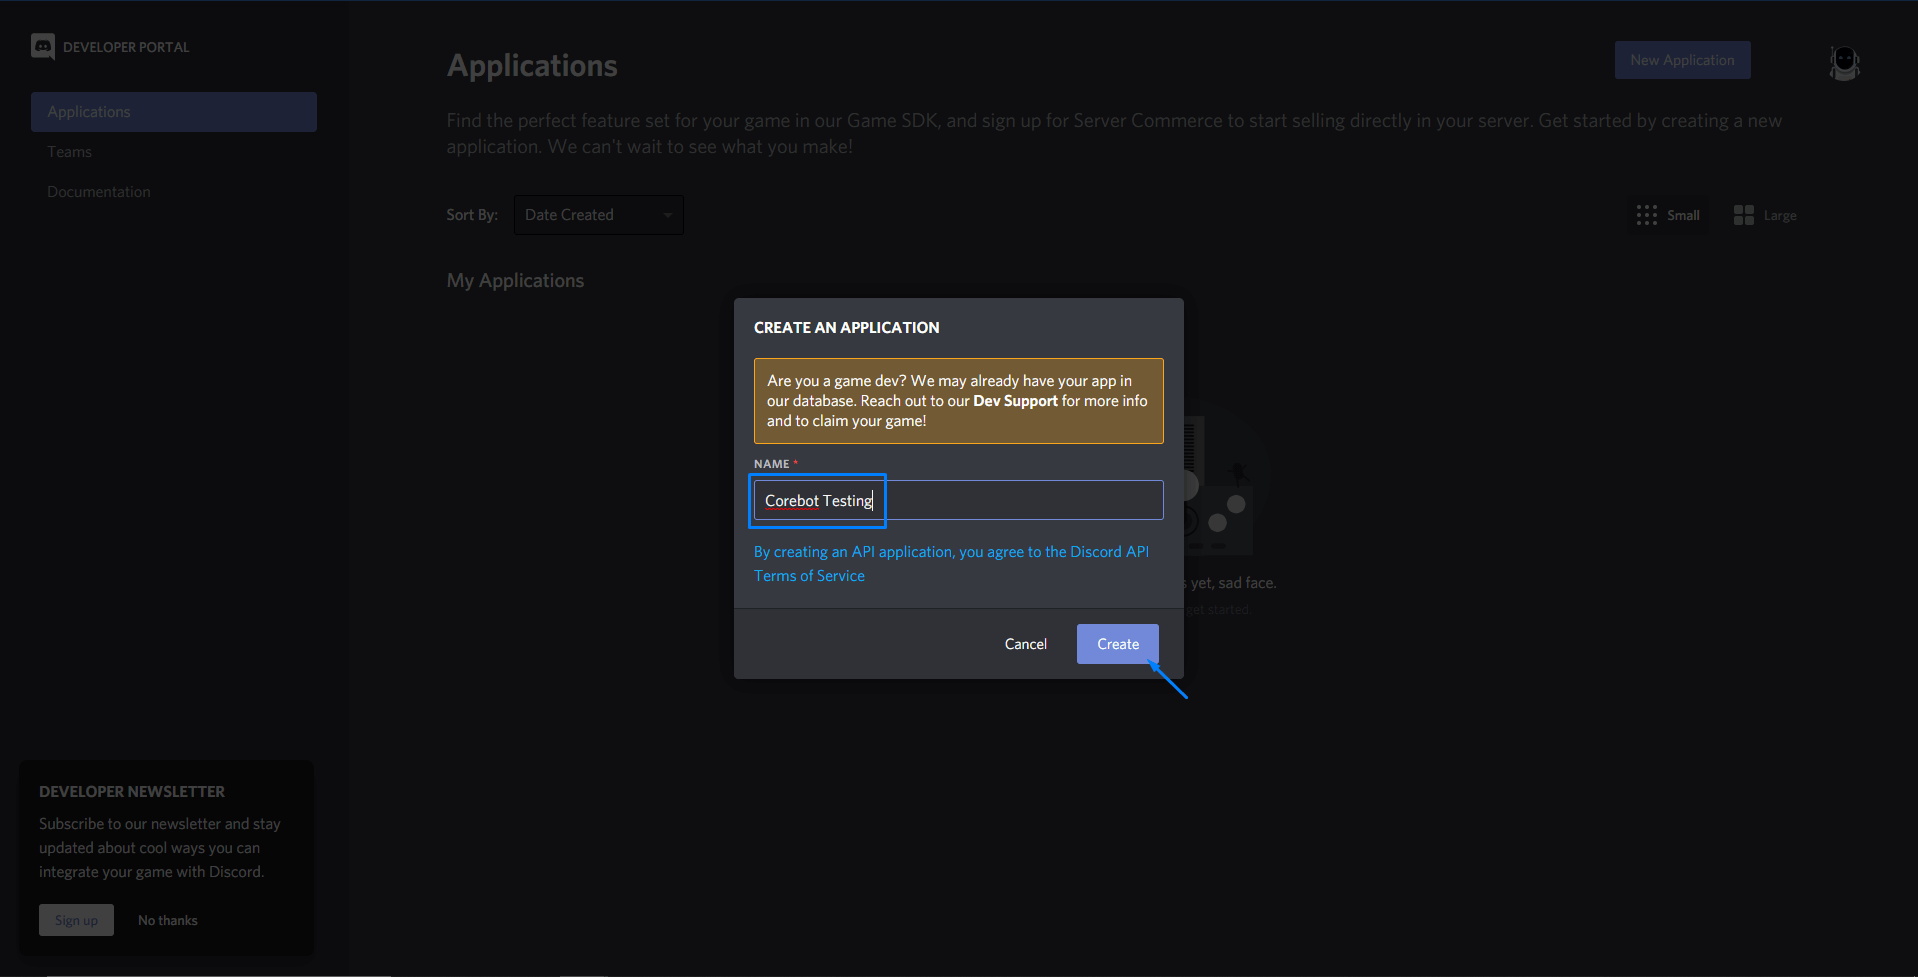 DEVELOPER PORTAL
Applications
Teams
Documentation
Applications
New Application
Find the perfect feature set for your game in our Game SDK, and sign up for Server Commerce to start selling directly in your server. Get started by creating a new
application. We can't wait to see what you make!
Sort By:
Date Created
Small
Large
My Applications
CREATE AN APPLICATION
Are you a game dev? We may already have your app in
our database. Reach out to our Dev Support for more info
and to claim your game!
NAME *
Corebot Testing
By creating an API application, you agree to the Discord API
Terms of Service
Cancel
Create
yet, sad face.
get started
DEVELOPER NEWSLETTER
Subscribe to our newsletter and stay
updated about cool ways you can
integrate your game with Discord.
Sign up
No thanks